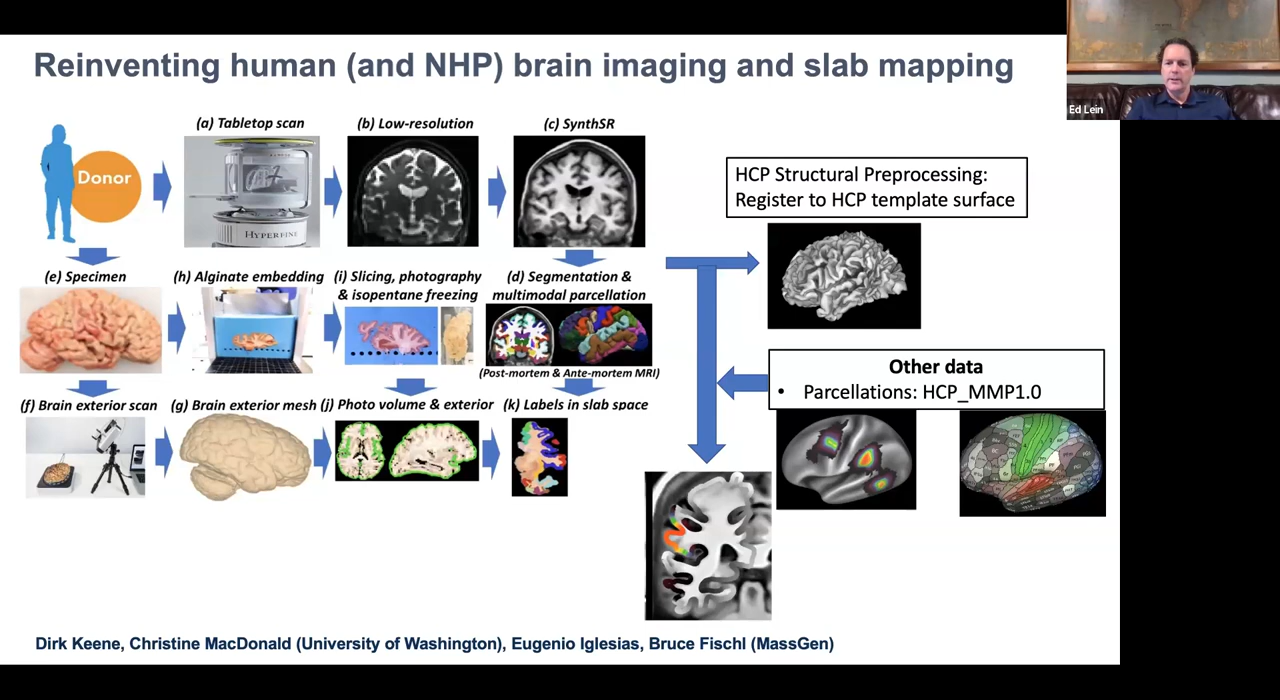 Reinventing human (and NHP) brain imaging and slab mapping
Ed Lein
(a) Tabletop scan
(b) Low-resolution
(c) SynthSR
Donor
HYPERFINE
HCP Structural Preprocessing:
Register to HCP template surface
(e) Specimen
(h) Alginate embedding
(i) Slicing, photography
& isopentane freezing
(d) Segmentation &
multimodal parcellation
(Post-mortem & Ante-mortem MRI)
Other data
• Parcellations: HCP_MMP1.0
(f) Brain exterior scan
(g) Brain exterior mesh
(j) Photo volume & exterior
(k) Labels in slab space
Dirk Keene, Christine MacDonald (University of Washington), Eugenio Iglesias, Bruce Fischl (MassGen)